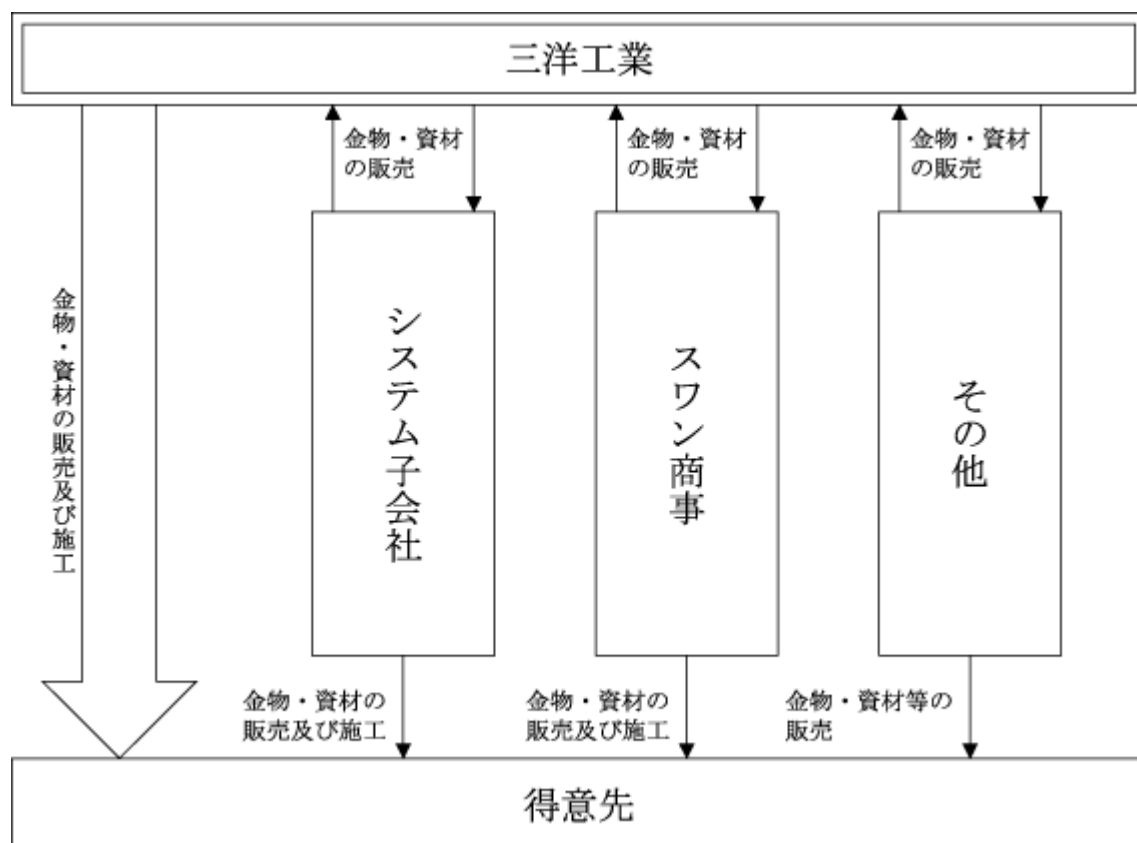 三洋工業
金物・資材
の販売
金物・資材
の販売
金物・資材
の販売
金物・資材の販売及び施工
システム子会社
スワン商事
その他
金物・資材の
販売及び施工
金物・資材の
販売及び施工
金物・資材等の
販売
得意先